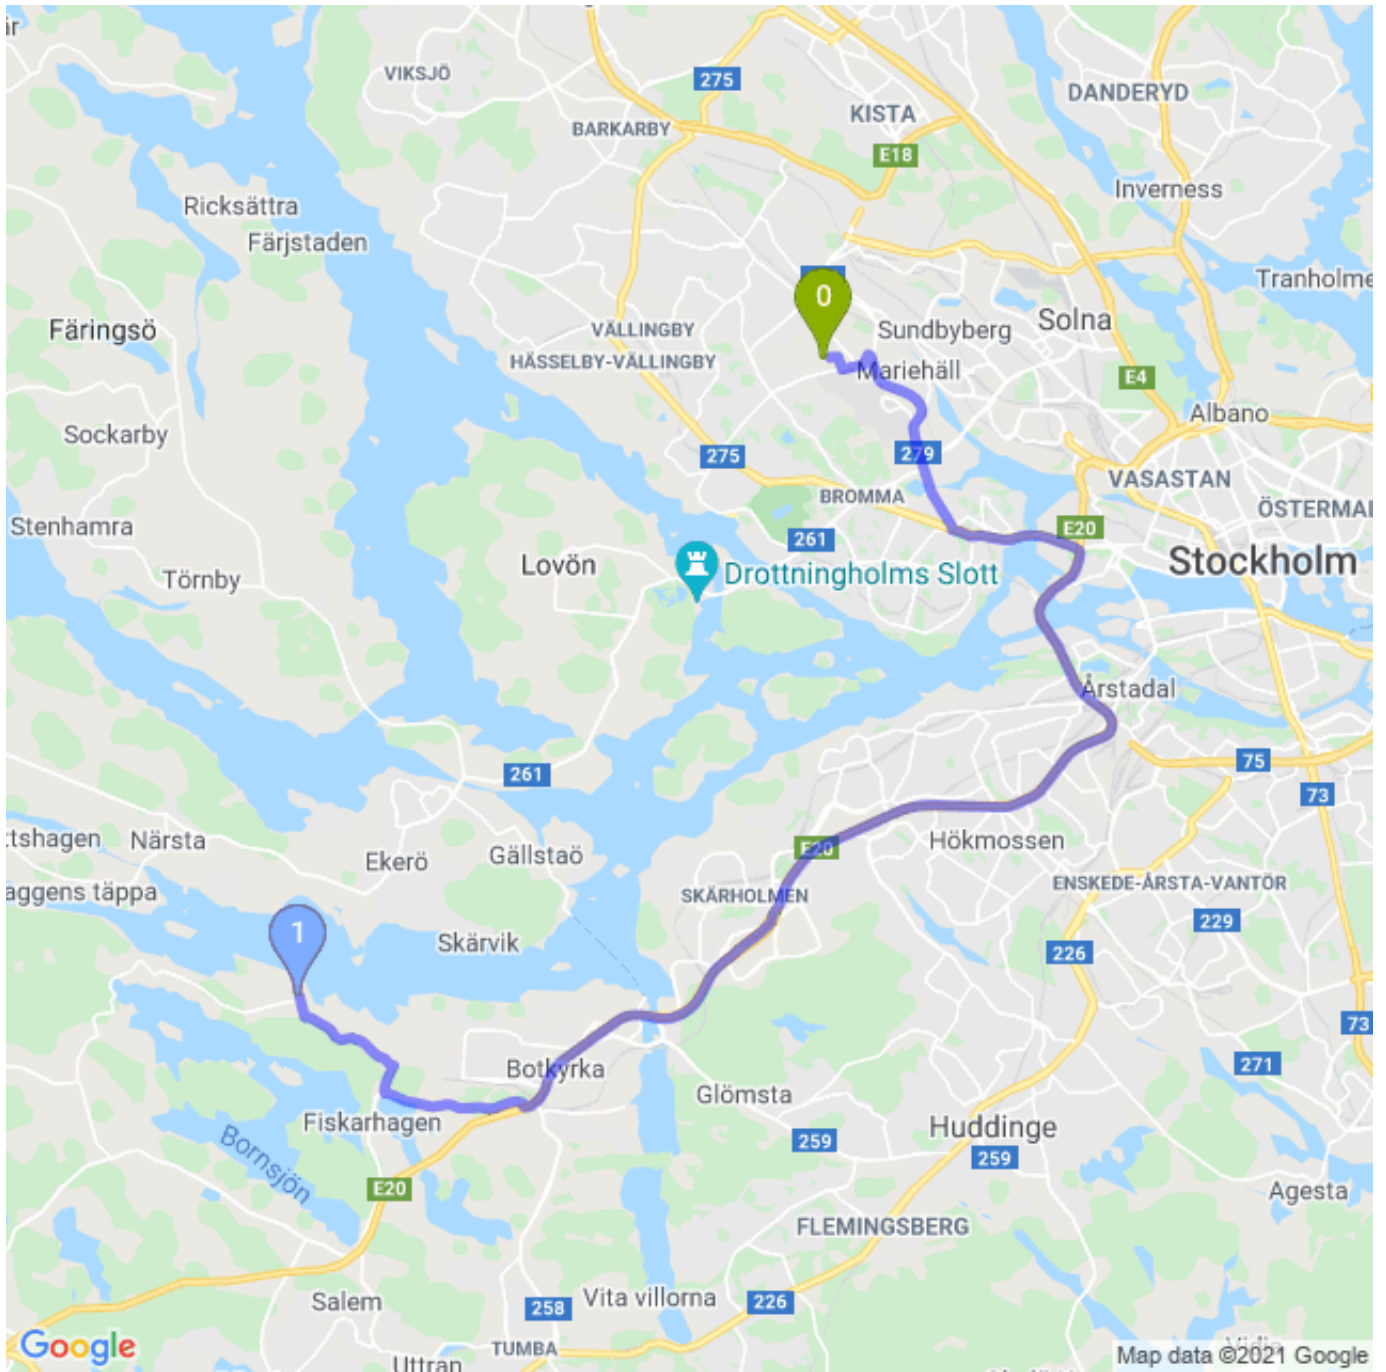 VIKSJÖ
275
DANDERYD
KISTA
BARKARBY
E18
Inverness
Ricksättra
Färjstaden
Tranholme
0
Solna
Färingsö
VÄLLINGBY
Sundbyberg
HÄSSELBY-VÄLLINGBY
Mariehäll
E4
Albano
Sockarby
275
279
VASASTAN
BROMMA
ÖSTERMAL
Stenhamra
E20
261
Stockholm
Lovön
Drottningholms Slott
Törnby
Årstadal
261
75
73
tshagen
Närsta
Hökmossen
E20
Ekerö
Gällstaö
ENSKEDE-ÅRSTA-VANTÖR
aggens täppa
SKÄRHOLMEN
229
1
Skärvik
226
73
Botkyrka
271
Glömsta
Fiskarhagen
Huddinge
259
259
Bornsjön
E20
Agesta
FLEMINGSBERG
Salem
Vita villorna
258
226
Google
TUMBA
Uttran
Map data ©2021 Google